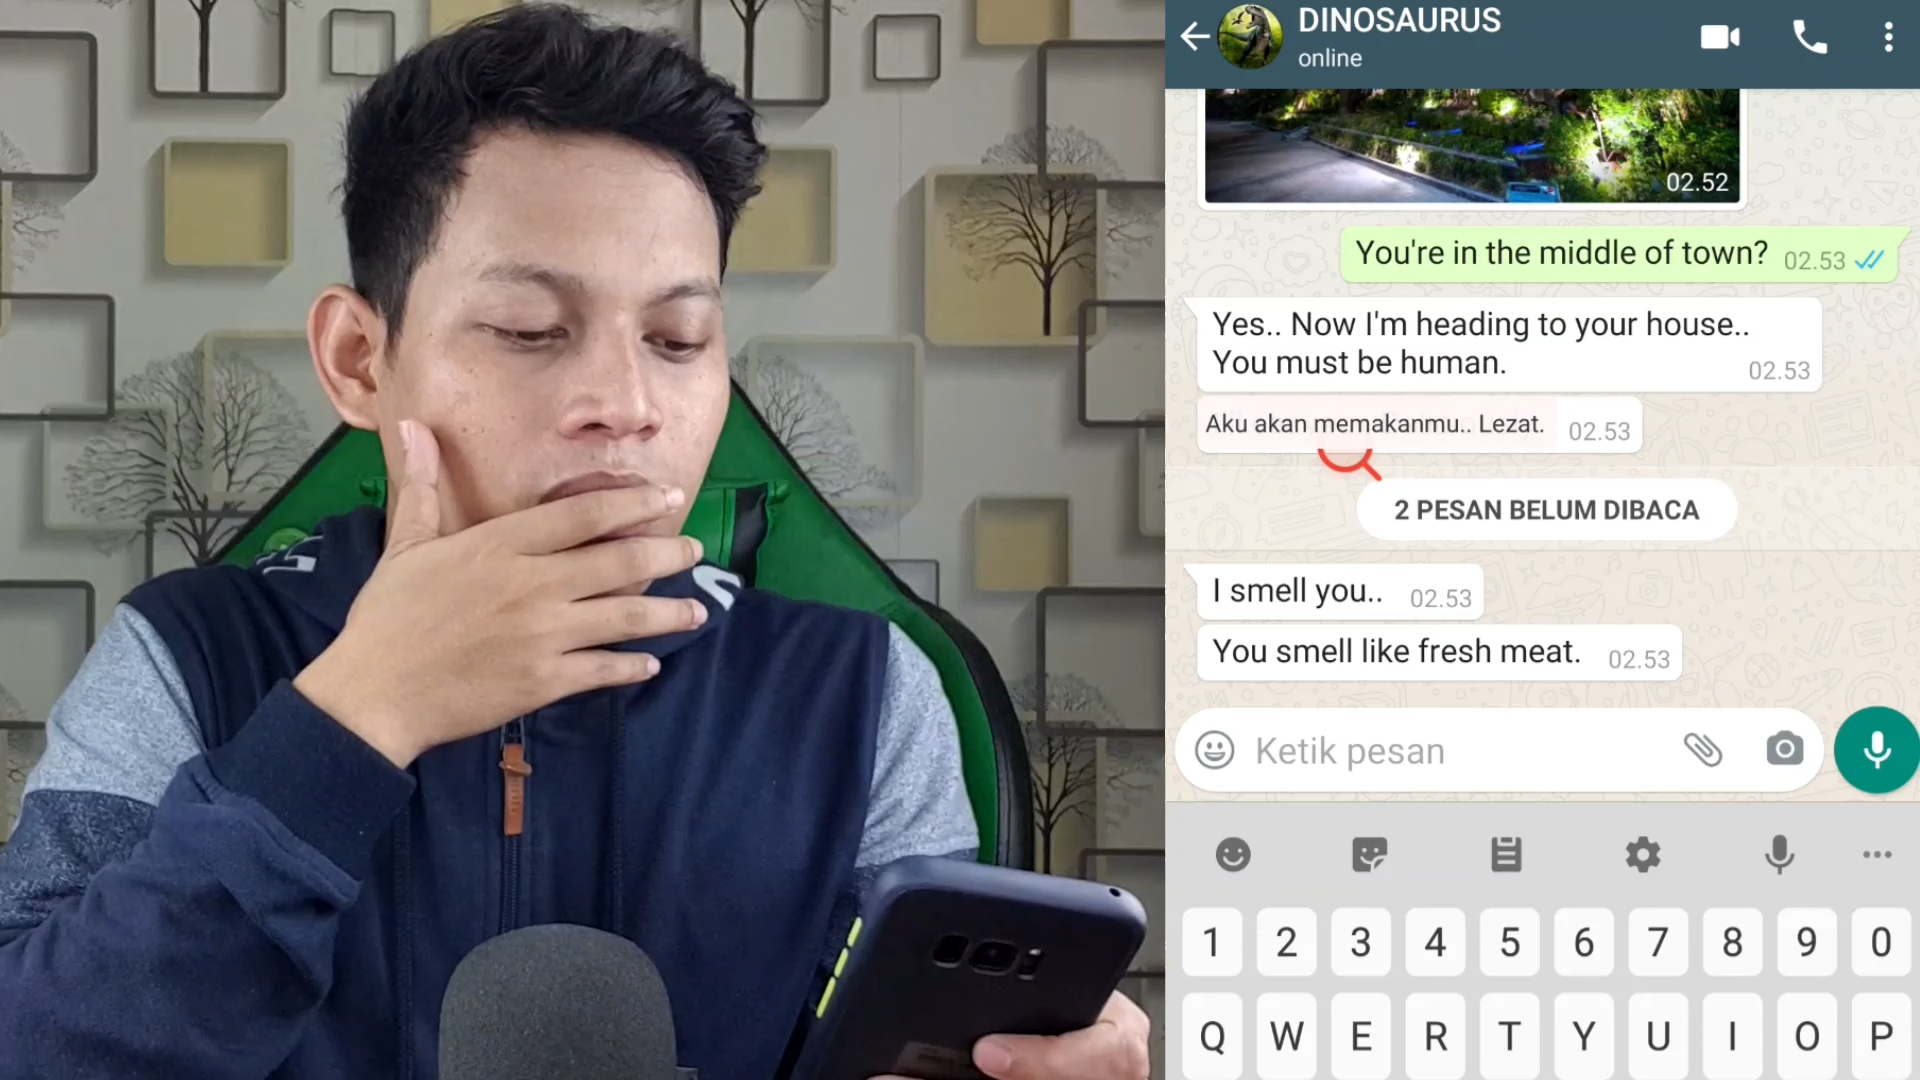 DINOSAURUS
online
02.52
You're in the middle of town? 02.53
Yes.. Now I'm heading to your house..
You must be human. 02.53
Aku akan memakanmu.. Lezat. 02.53
2 PESAN BELUM DIBACA
I smell you.. 02.53
You smell like fresh meat. 02.53
Ketik pesan
1 2 3 4 5 6 7 8 9 0
Q W E R T Y U I O P